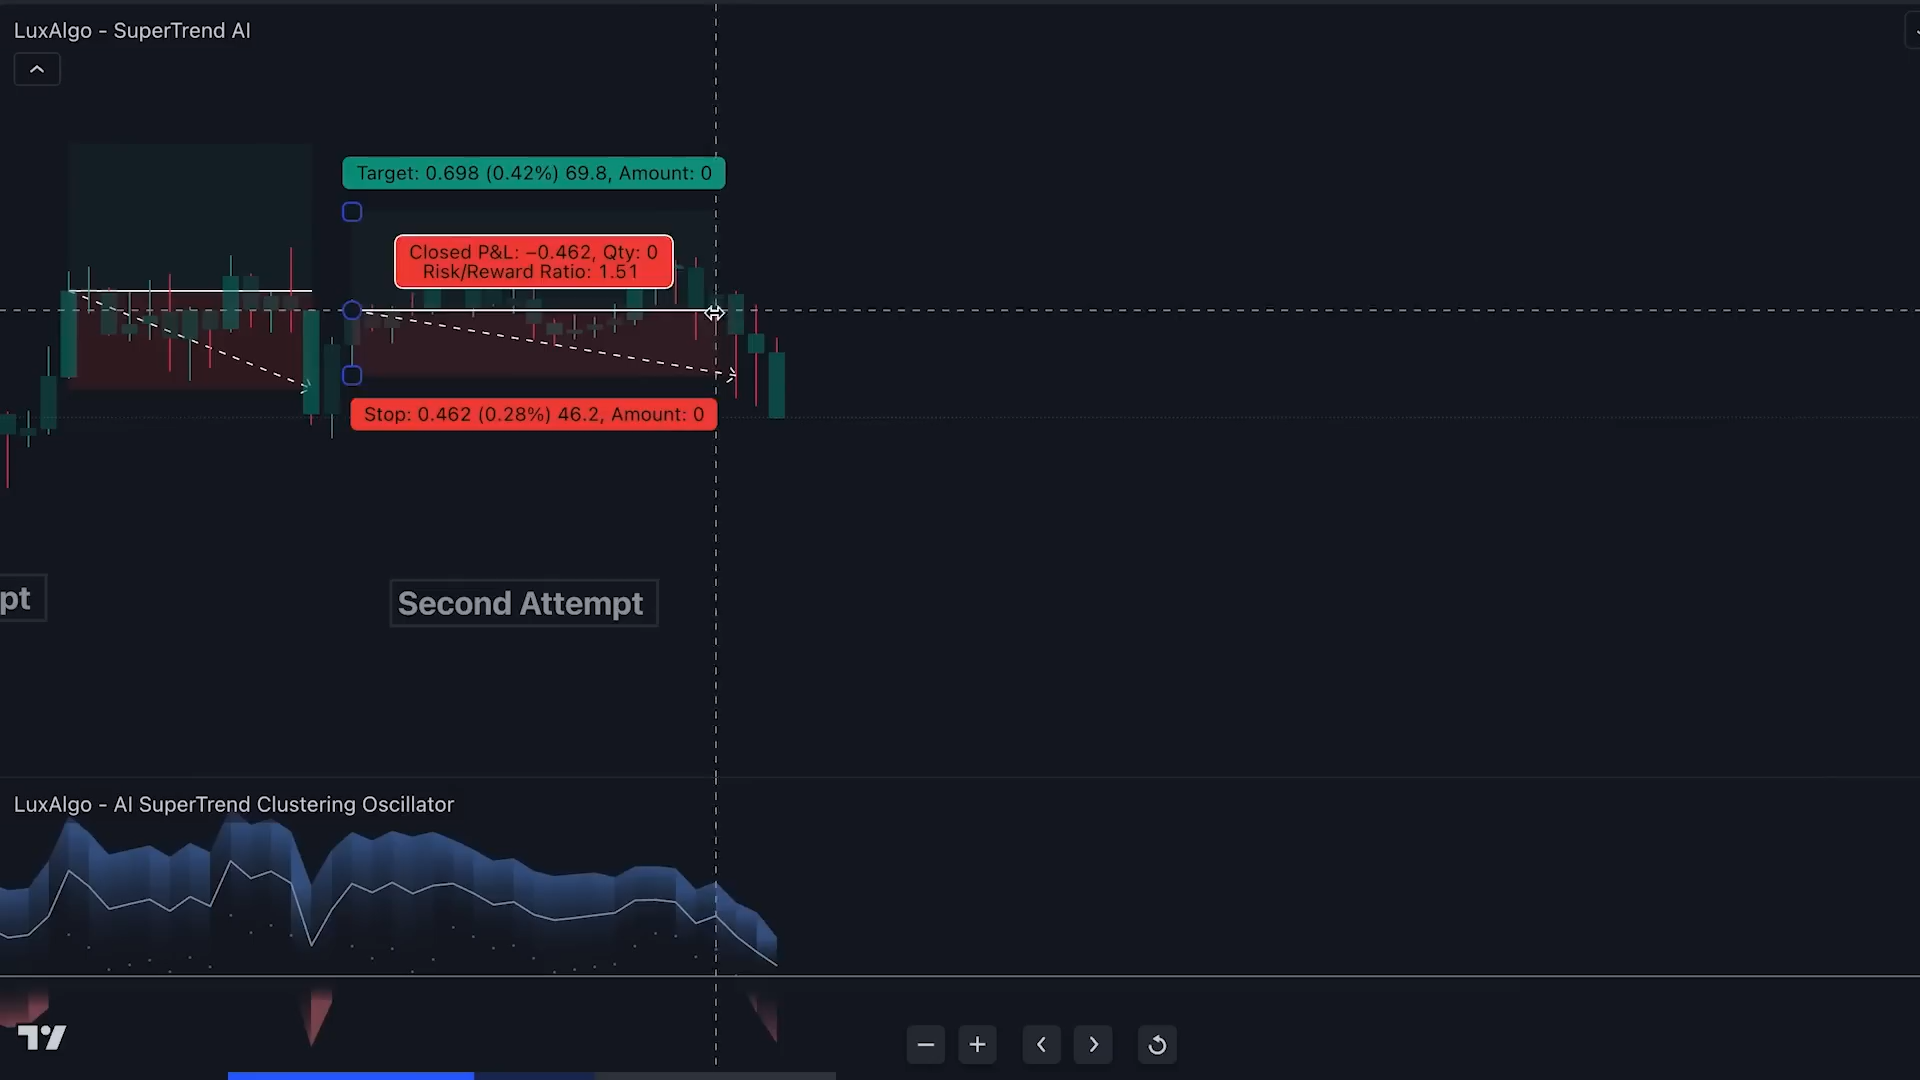 LuxAlgo - SuperTrend AI
Target: 0.698 (0.42%) 69.8, Amount: 0
Closed P&L: −0.462, Qty: 0
Risk/Reward Ratio: 1.51
Stop: 0.462 (0.28%) 46.2, Amount: 0
pt
Second Attempt
LuxAlgo - AI SuperTrend Clustering Oscillator